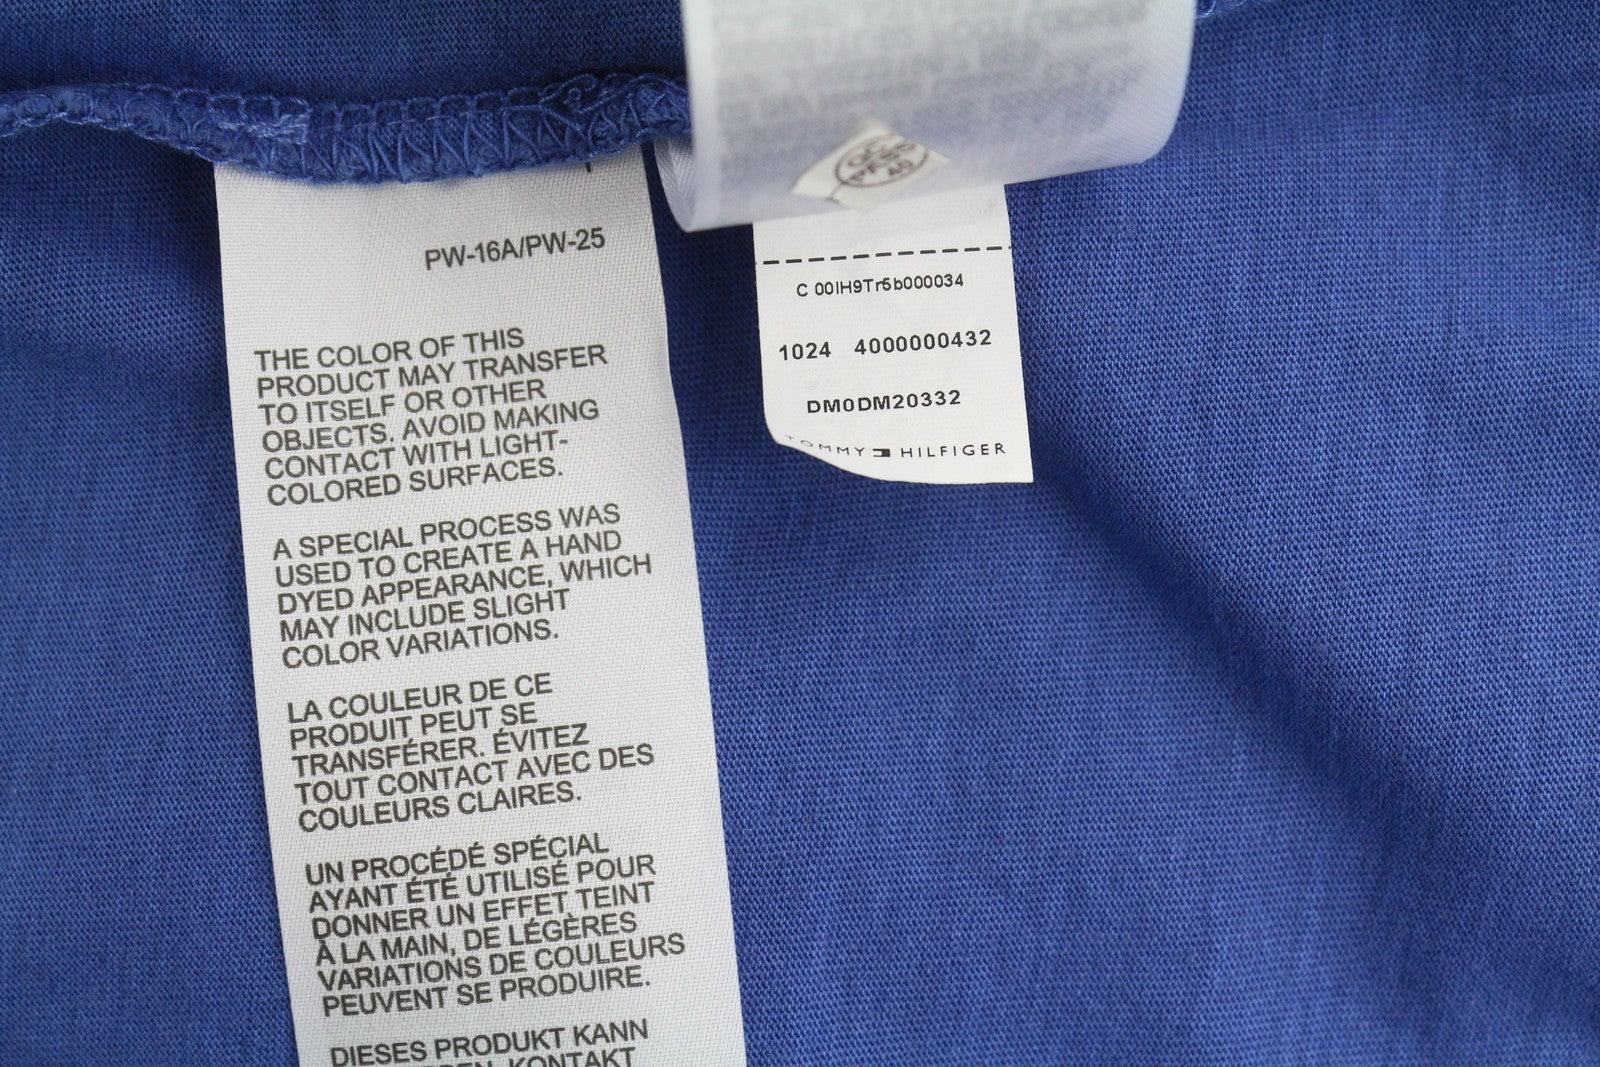 PW-16A/PW-25
THE COLOR OF THIS
PRODUCT MAY TRANSFER
TO ITSELF OR OTHER
OBJECTS. AVOID MAKING
CONTACT WITH LIGHT-
COLORED SURFACES.
A SPECIAL PROCESS WAS
USED TO CREATE A HAND
DYED APPEARANCE, WHICH
MAY INCLUDE SLIGHT
COLOR VARIATIONS.
LA COULEUR DE CE
PRODUIT PEUT SE
TRANSFÉRER. ÉVITEZ
TOUT CONTACT AVEC DES
COULEURS CLAIRES.
UN PROCÉDÉ SPÉCIAL
AYANT ÉTÉ UTILISÉ POUR
DONNER UN EFFET TEINT
À LA MAIN, DE LÉGÈRES
VARIATIONS DE COULEURS
PEUVENT SE PRODUIRE.
DIESES PRODUKT KANN
KONTAKT
QC
PASS
40
C 00IH9Tr5b000034
1024 4000000432
DM0DM20332
TOMMY HILFIGER